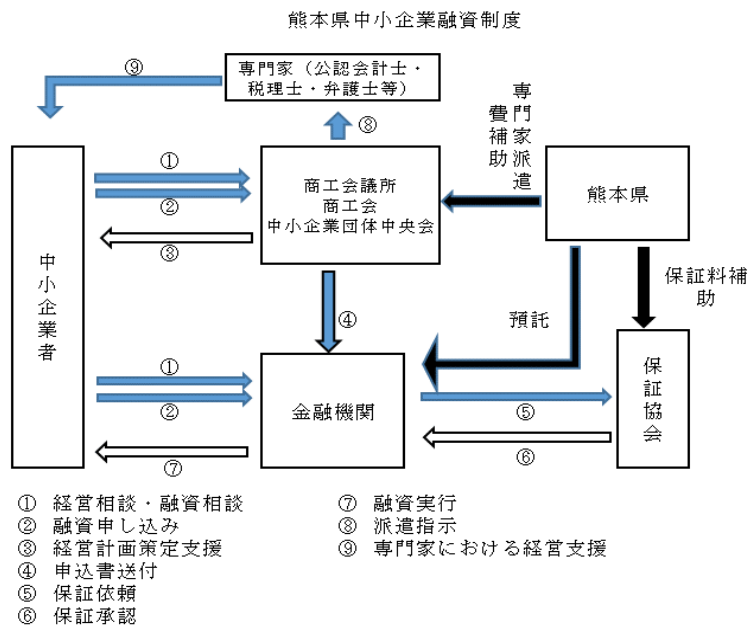 熊本県中小企業融資制度
⑨
専門家（公認会計士・
税理士・弁護士等）
⑧
専門家派遣
費補助
①
②
③
商工会議所
商工会
中小企業団体中央会
熊本県
中小企業者
④
預託
保証料補
助
①
②
⑦
金融機関
⑤
⑥
保証協会
① 経営相談・融資相談
② 融資申し込み
③ 経営計画策定支援
④ 申込書送付
⑤ 保証依頼
⑥ 保証承認
⑦ 融資実行
⑧ 派遣指示
⑨ 専門家における経営支援